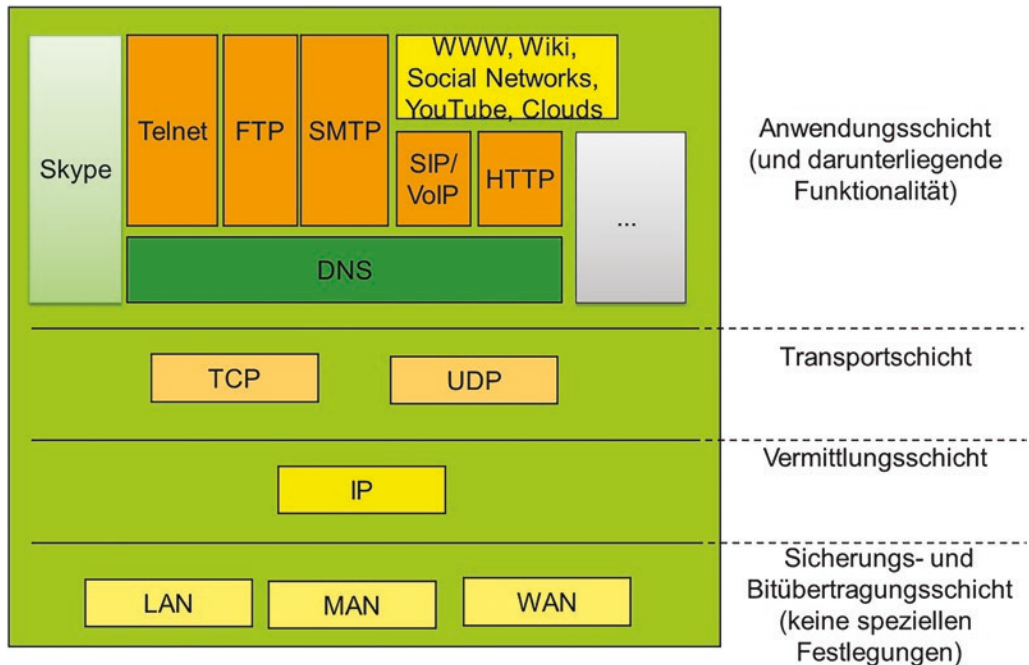 WWW, Wiki,
Social Networks,
YouTube, Clouds
Skype
Telnet
FTP
SMTP
SIP/
VoIP
HTTP
...
DNS
Anwendungsschicht
(und darunterliegende
Funktionalität)
TCP
UDP
Transportschicht
IP
Vermittlungsschicht
LAN
MAN
WAN
Sicherungs- und
Bitübertragungsschicht
(keine speziellen
Festlegungen)